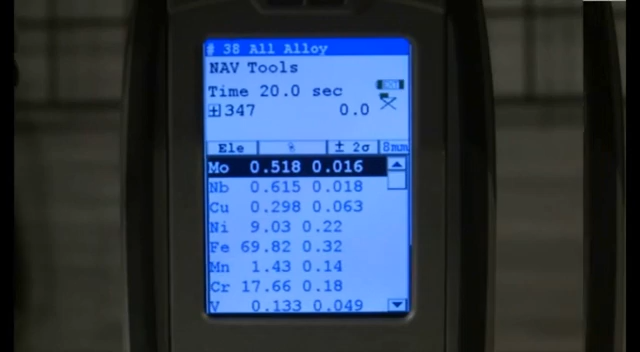 # 38 All Alloy
NAV Tools
Time 20.0 sec
347 0.0
Ele % ± 2σ 8mm
Mo 0.518 0.016
Nb 0.615 0.018
Cu 0.298 0.063
Ni 9.03 0.22
Fe 69.82 0.32
Mn 1.43 0.14
Cr 17.66 0.18
V 0.133 0.049